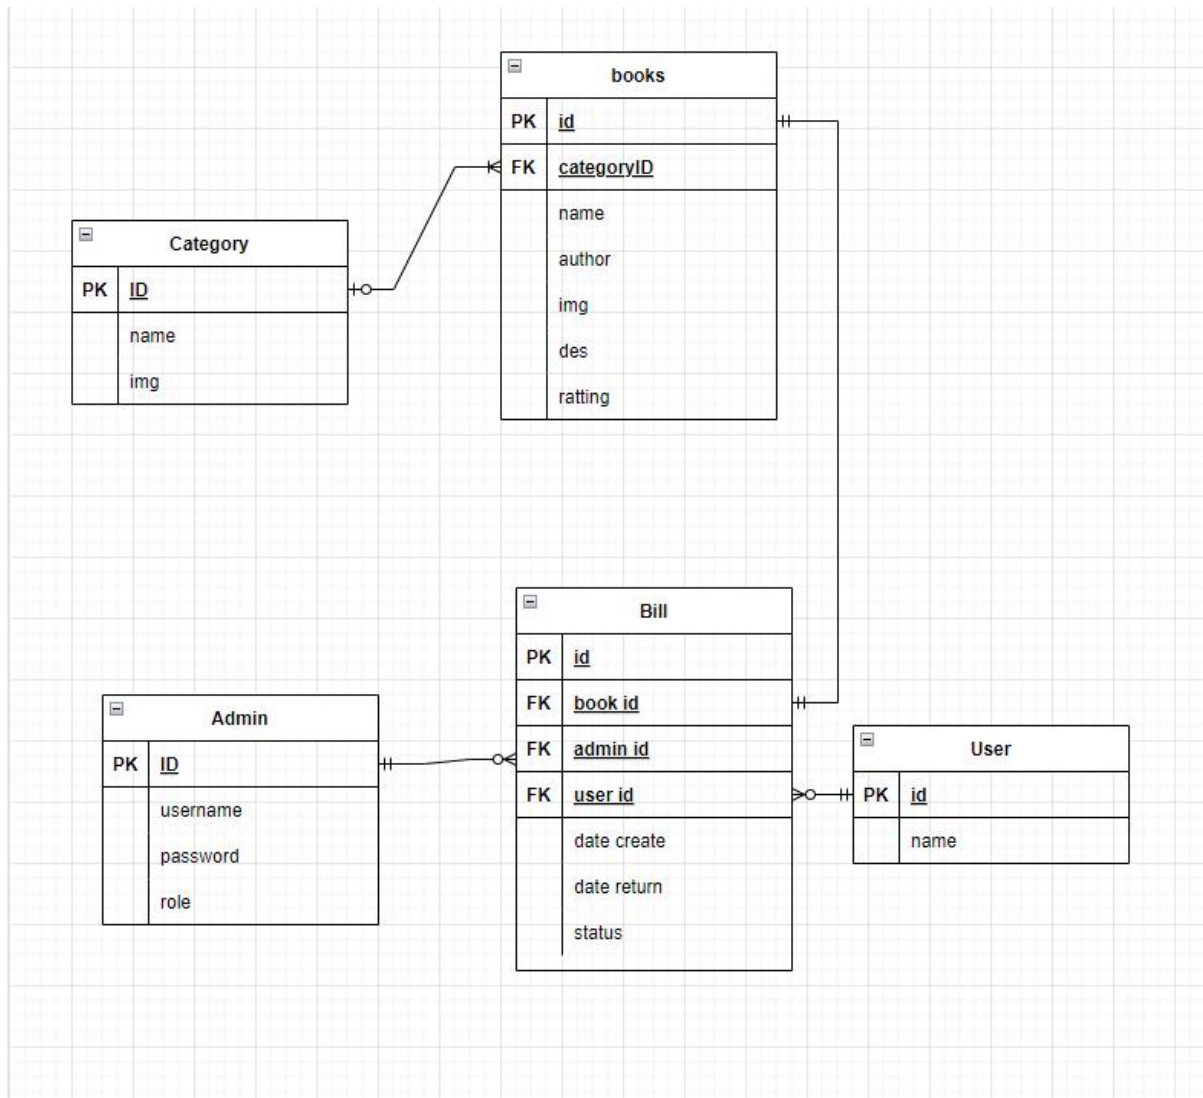 books
PK id
FK categoryID
name
author
img
des
ratting
Category
PK ID
name
img
Bill
PK id
FK book id
FK admin id
FK user id
date create
date return
status
Admin
PK ID
username
password
role
User
PK id
name